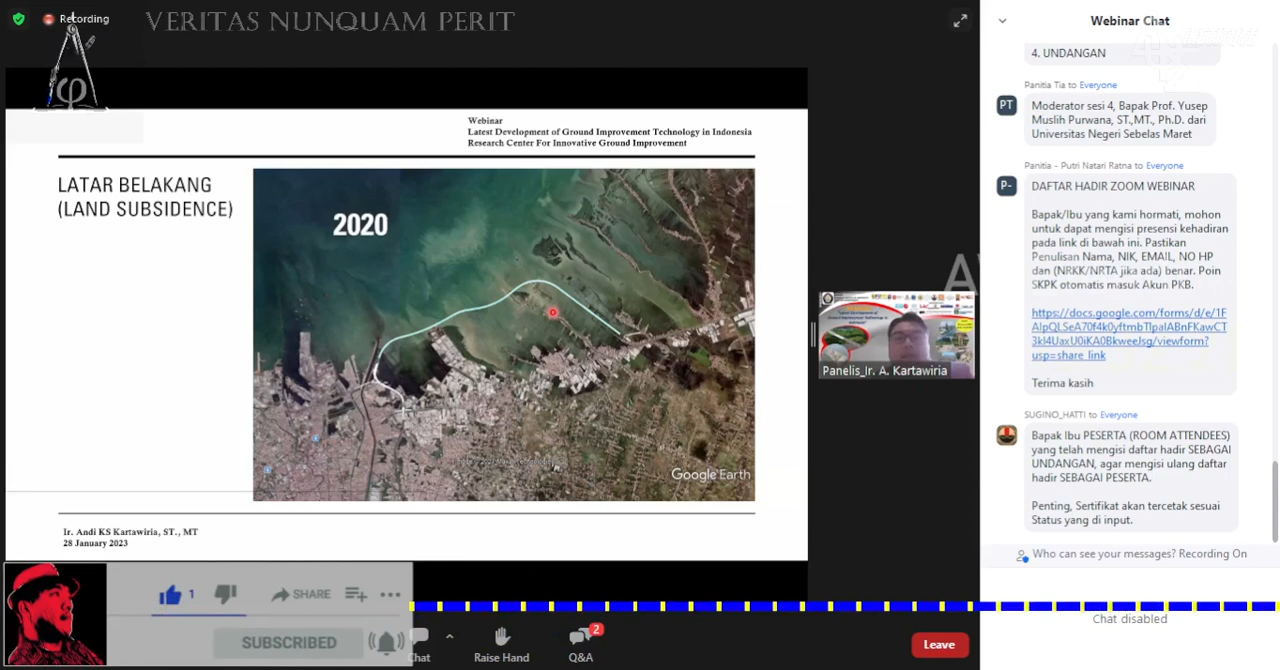 Recording
VERITAS NUNQUAM PERIT
φ
Webinar
Latest Development of Ground Improvement Technology in Indonesia
Research Center For Innovative Ground Improvement
LATAR BELAKANG
(LAND SUBSIDENCE)
2020
Google Earth
Ir. Andi KS Kartawiria, ST., MT
28 January 2023
1
SHARE
SUBSCRIBED
Panelis_Ir. A. Kartawiria
Chat
Raise Hand
2
Q&A
Leave
Webinar Chat
4. UNDANGAN
Panitia Tia to Everyone
PT
Moderator sesi 4, Bapak Prof. Yusep
Muslih Purwana, ST.,MT., Ph.D. dari
Universitas Negeri Sebelas Maret
Panitia - Putri Natari Ratna to Everyone
P-
DAFTAR HADIR ZOOM WEBINAR
Bapak/Ibu yang kami hormati, mohon
untuk dapat mengisi presensi kehadiran
pada link di bawah ini. Pastikan
Penulisan Nama, NIK, EMAIL, NO HP
dan (NRKK/NRTA jika ada) benar. Poin
SKPK otomatis masuk Akun PKB.
https://docs.google.com/forms/d/e/1F
usp=share_link
Terima kasih
SUGINO_HATTI to Everyone
Bapak Ibu PESERTA (ROOM ATTENDEES)
yang telah mengisi daftar hadir SEBAGAI
UNDANGAN, agar mengisi ulang daftar
hadir SEBAGAI PESERTA.
Penting, Sertifikat akan tercetak sesuai
Status yang di input.
Who can see your messages? Recording On
Chat disabled